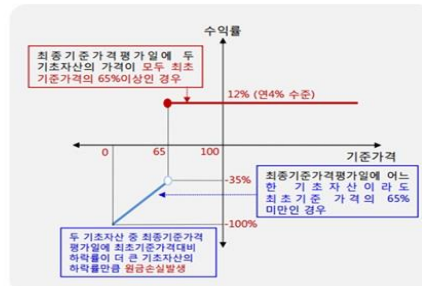 수익률
최종기준가격평가일에 두
기초자산의 가격이 모두 최초
기준가격의 65%이상인 경우
12% (연4% 수준)
0
65
100
기준가격
-35%
최종기준가격평가일에 어느
한 기초자산이라도
최초기준 가격의 65%
미만인 경우
-100%
두 기초자산 중 최종기준가격
평가일에 최초기준가격대비
하락률이 더 큰 기초자산의
하락률만큼 원금손실발생